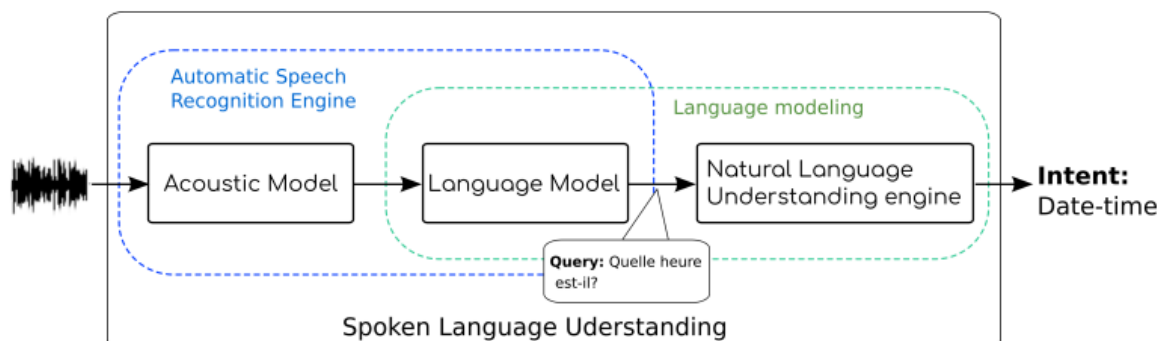 Automatic Speech
Recognition Engine
Language modeling
Acoustic Model
Language Model
Natural Language
Understanding engine
Intent:
Date-time
Query: Quelle heure
est-il?
Spoken Language Uderstanding